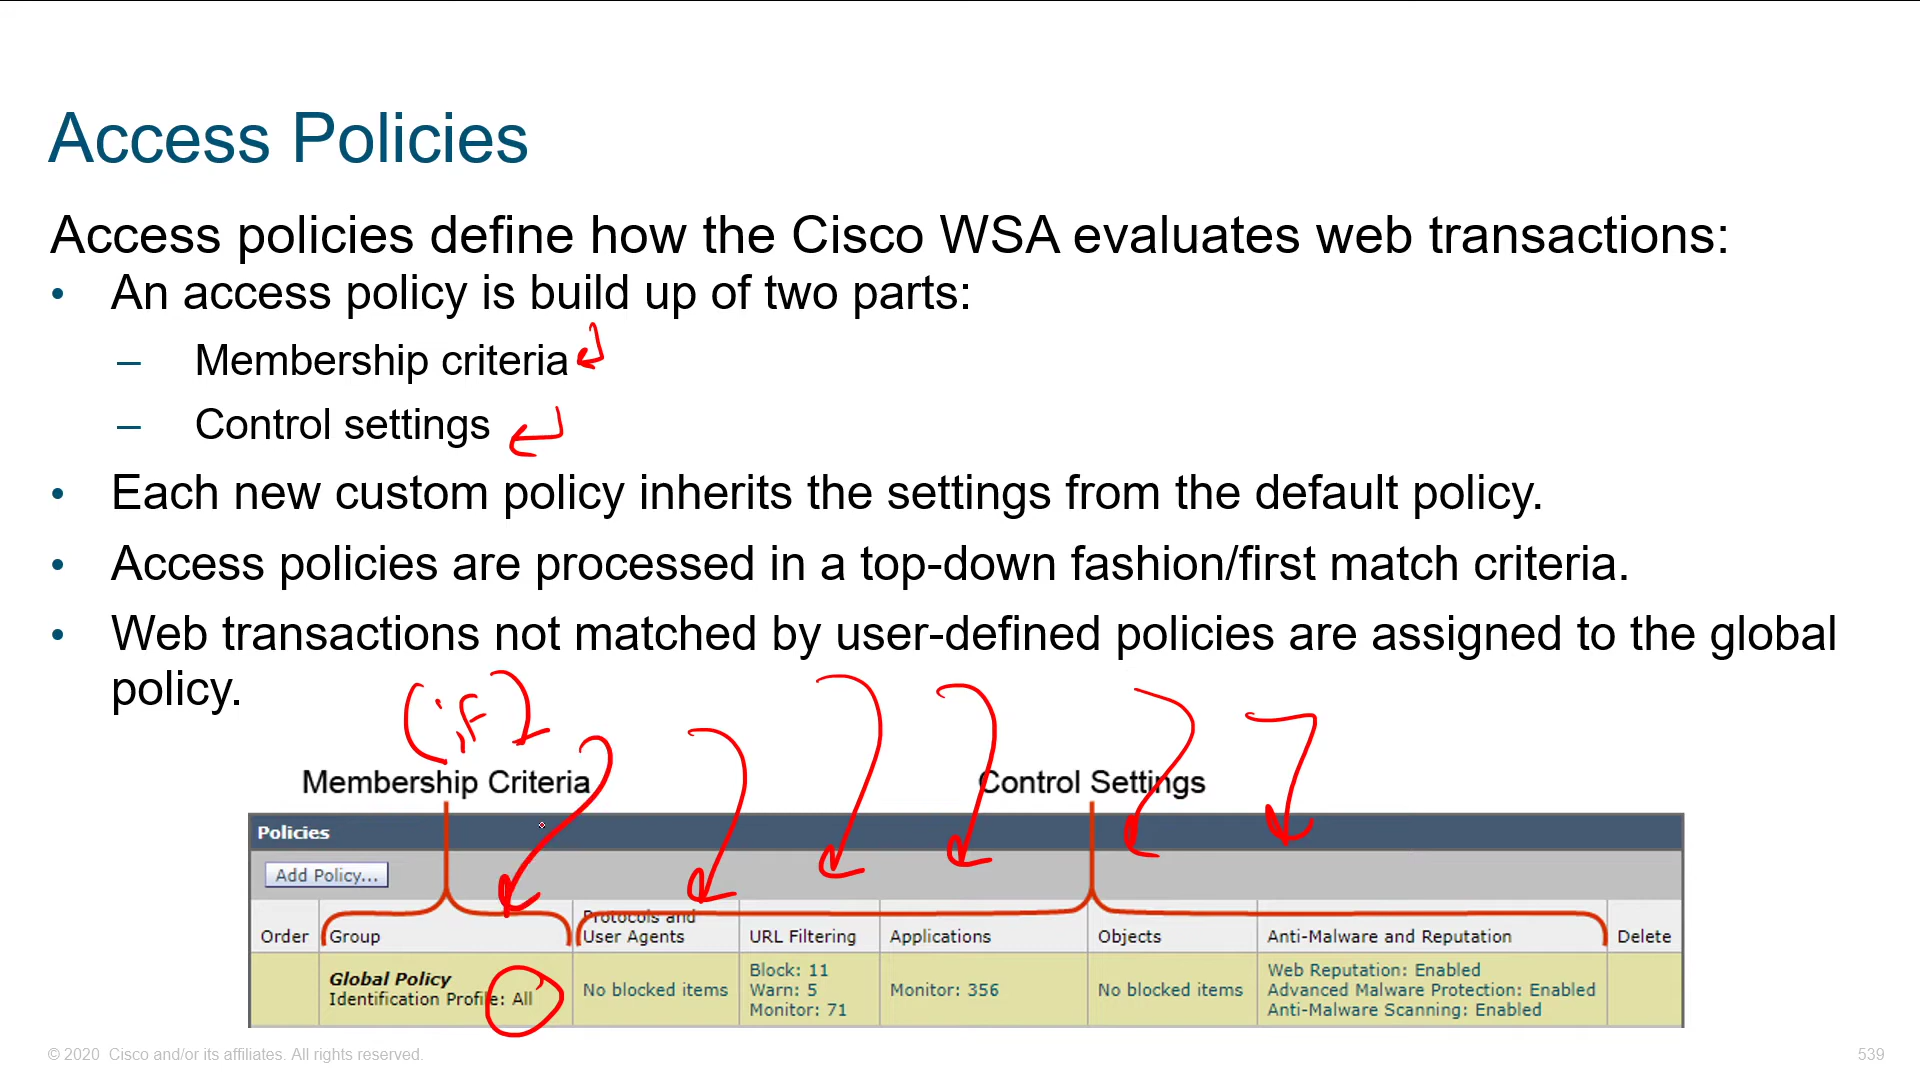 Access Policies
Access policies define how the Cisco WSA evaluates web transactions:
• An access policy is build up of two parts:
– Membership criteria
– Control settings
• Each new custom policy inherits the settings from the default policy.
• Access policies are processed in a top-down fashion/first match criteria.
• Web transactions not matched by user-defined policies are assigned to the global
policy.
(if)
Membership Criteria Control Settings
Policies
Add Policy...
Order Group Protocols and User Agents URL Filtering Applications Objects Anti-Malware and Reputation Delete
Global Policy
Identification Profile: All
No blocked items
Block: 11
Warn: 5
Monitor: 71
Monitor: 356
No blocked items
Web Reputation: Enabled
Advanced Malware Protection: Enabled
Anti-Malware Scanning: Enabled
© 2020 Cisco and/or its affiliates. All rights reserved.
539